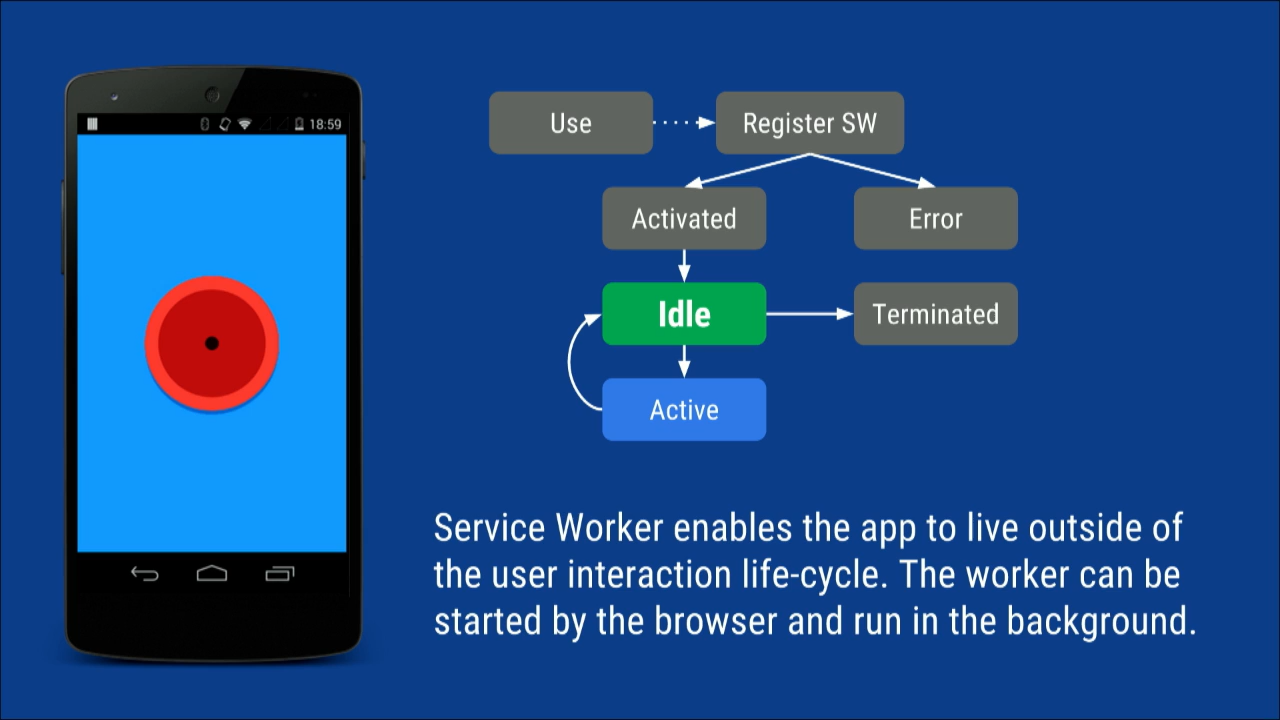 18:59
Use
Register SW
Activated
Error
Idle
Terminated
Active
Service Worker enables the app to live outside of
the user interaction life-cycle. The worker can be
started by the browser and run in the background.